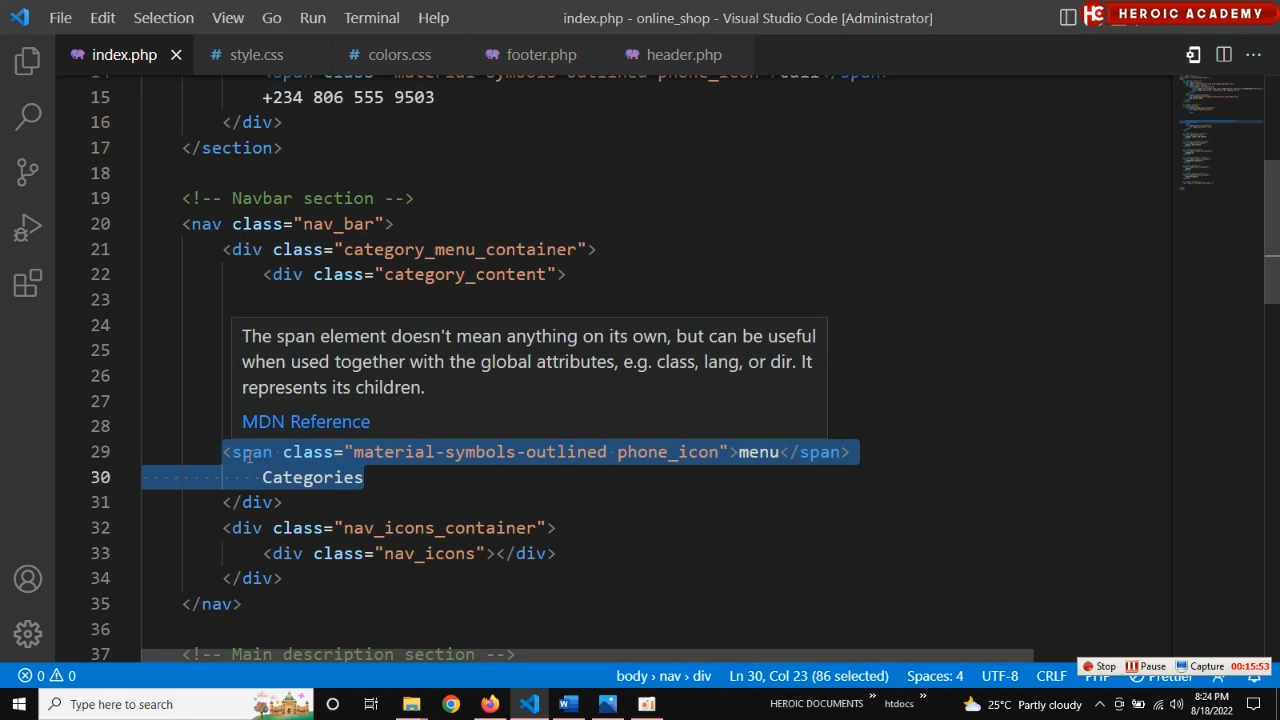 File Edit Selection View Go Run Terminal Help index.php - online_shop - Visual Studio Code [Administrator] HC HEROIC ACADEMY
index.php # style.css # colors.css footer.php header.php
15 +234 806 555 9503
16 </div>
17 </section>
18
19 <!-- Navbar section -->
20 <nav class="nav_bar">
21 <div class="category_menu_container">
22 <div class="category_content">
23
24
25
26
27
28
The span element doesn't mean anything on its own, but can be useful
when used together with the global attributes, e.g. class, lang, or dir. It
represents its children.
MDN Reference
29 <span class="material-symbols-outlined phone_icon">menu</span>
30 Categories
31 </div>
32 <div class="nav_icons_container">
33 <div class="nav_icons"></div>
34 </div>
35 </nav>
36
37 <!-- Main description section -->
Stop Pause Capture 00:15:53
0 0 body › nav › div Ln 30, Col 23 (86 selected) Spaces: 4 UTF-8 CRLF PHP Prettier
Type here to search HEROIC DOCUMENTS » htdocs » 25°C Partly cloudy 8:24 PM
8/18/2022